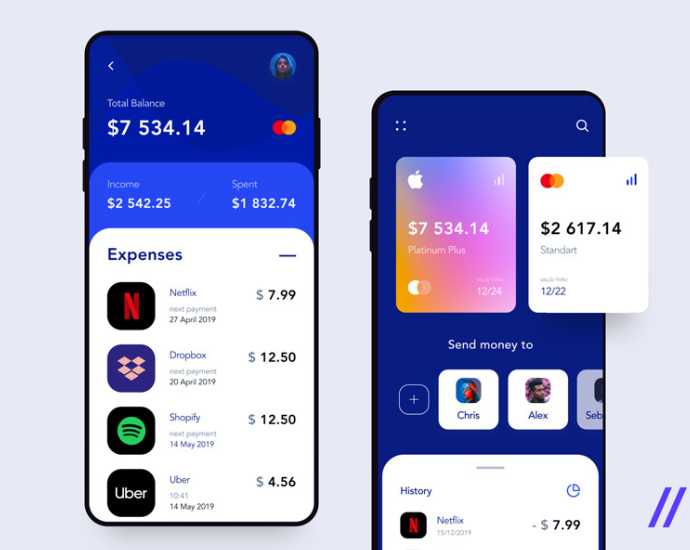 Total Balance
$7 534.14
Income
$2 542.25
Spent
$1 832.74
Expenses
Netflix
next payment
27 April 2019
$ 7.99
Dropbox
next payment
20 April 2019
$ 12.50
Shopify
next payment
14 May 2019
$ 12.50
Uber
Uber
10:41
14 May 2019
$ 4.56
$7 534.14
Platinum Plus
VALID THRU
12/24
$2 617.14
Standart
VALID THRU
12/22
Send money to
Chris
Alex
Seb
History
Netflix
15/12/2019
- $ 7.99